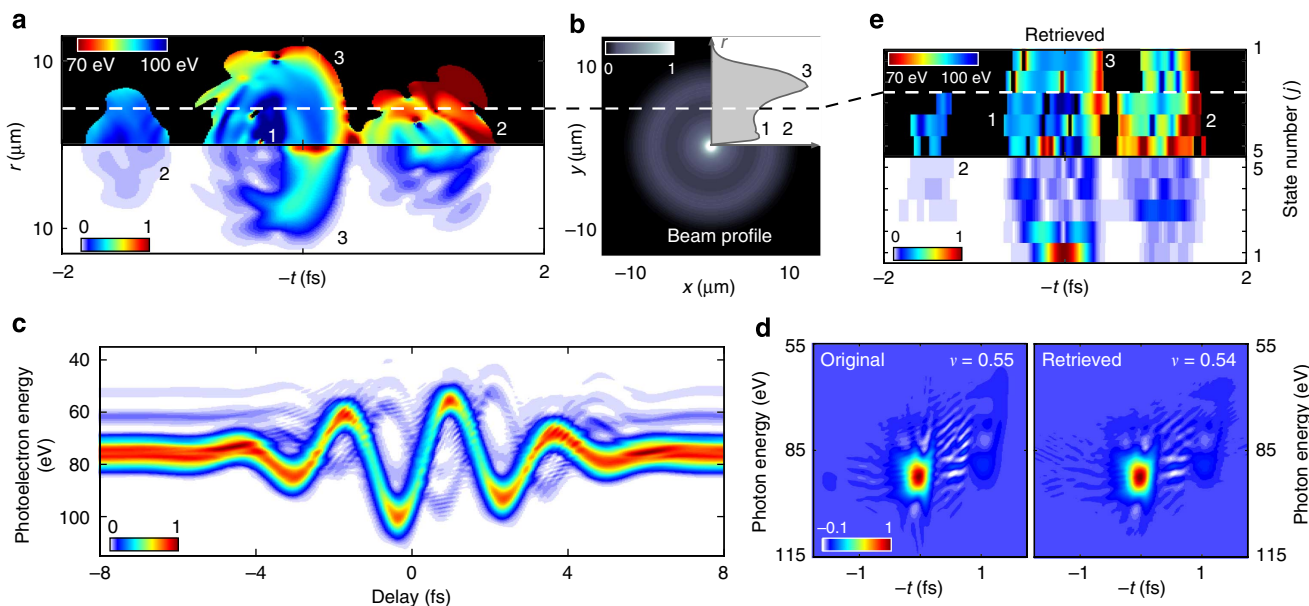 a
70 eV 100 eV
10
r (μm)
3
1
2
2
3
10
0 1
−2 −t (fs) 2
b
0 1
r
3
1 2
10
0
−10
y (μm)
Beam profile
−10 0 10
x (μm)
e
Retrieved
70 eV 100 eV
3
1
2
2
1
5
5
1
State number (j)
0 1
−2 −t (fs) 2
c
40
60
80
100
Photoelectron energy
(eV)
0 1
−8 −4 0 4 8
Delay (fs)
d
Original v = 0.55
55
85
115
Photon energy (eV)
−0.1 1
−1 1
−t (fs)
Retrieved v = 0.54
55
85
115
Photon energy (eV)
−1 1
−t (fs)